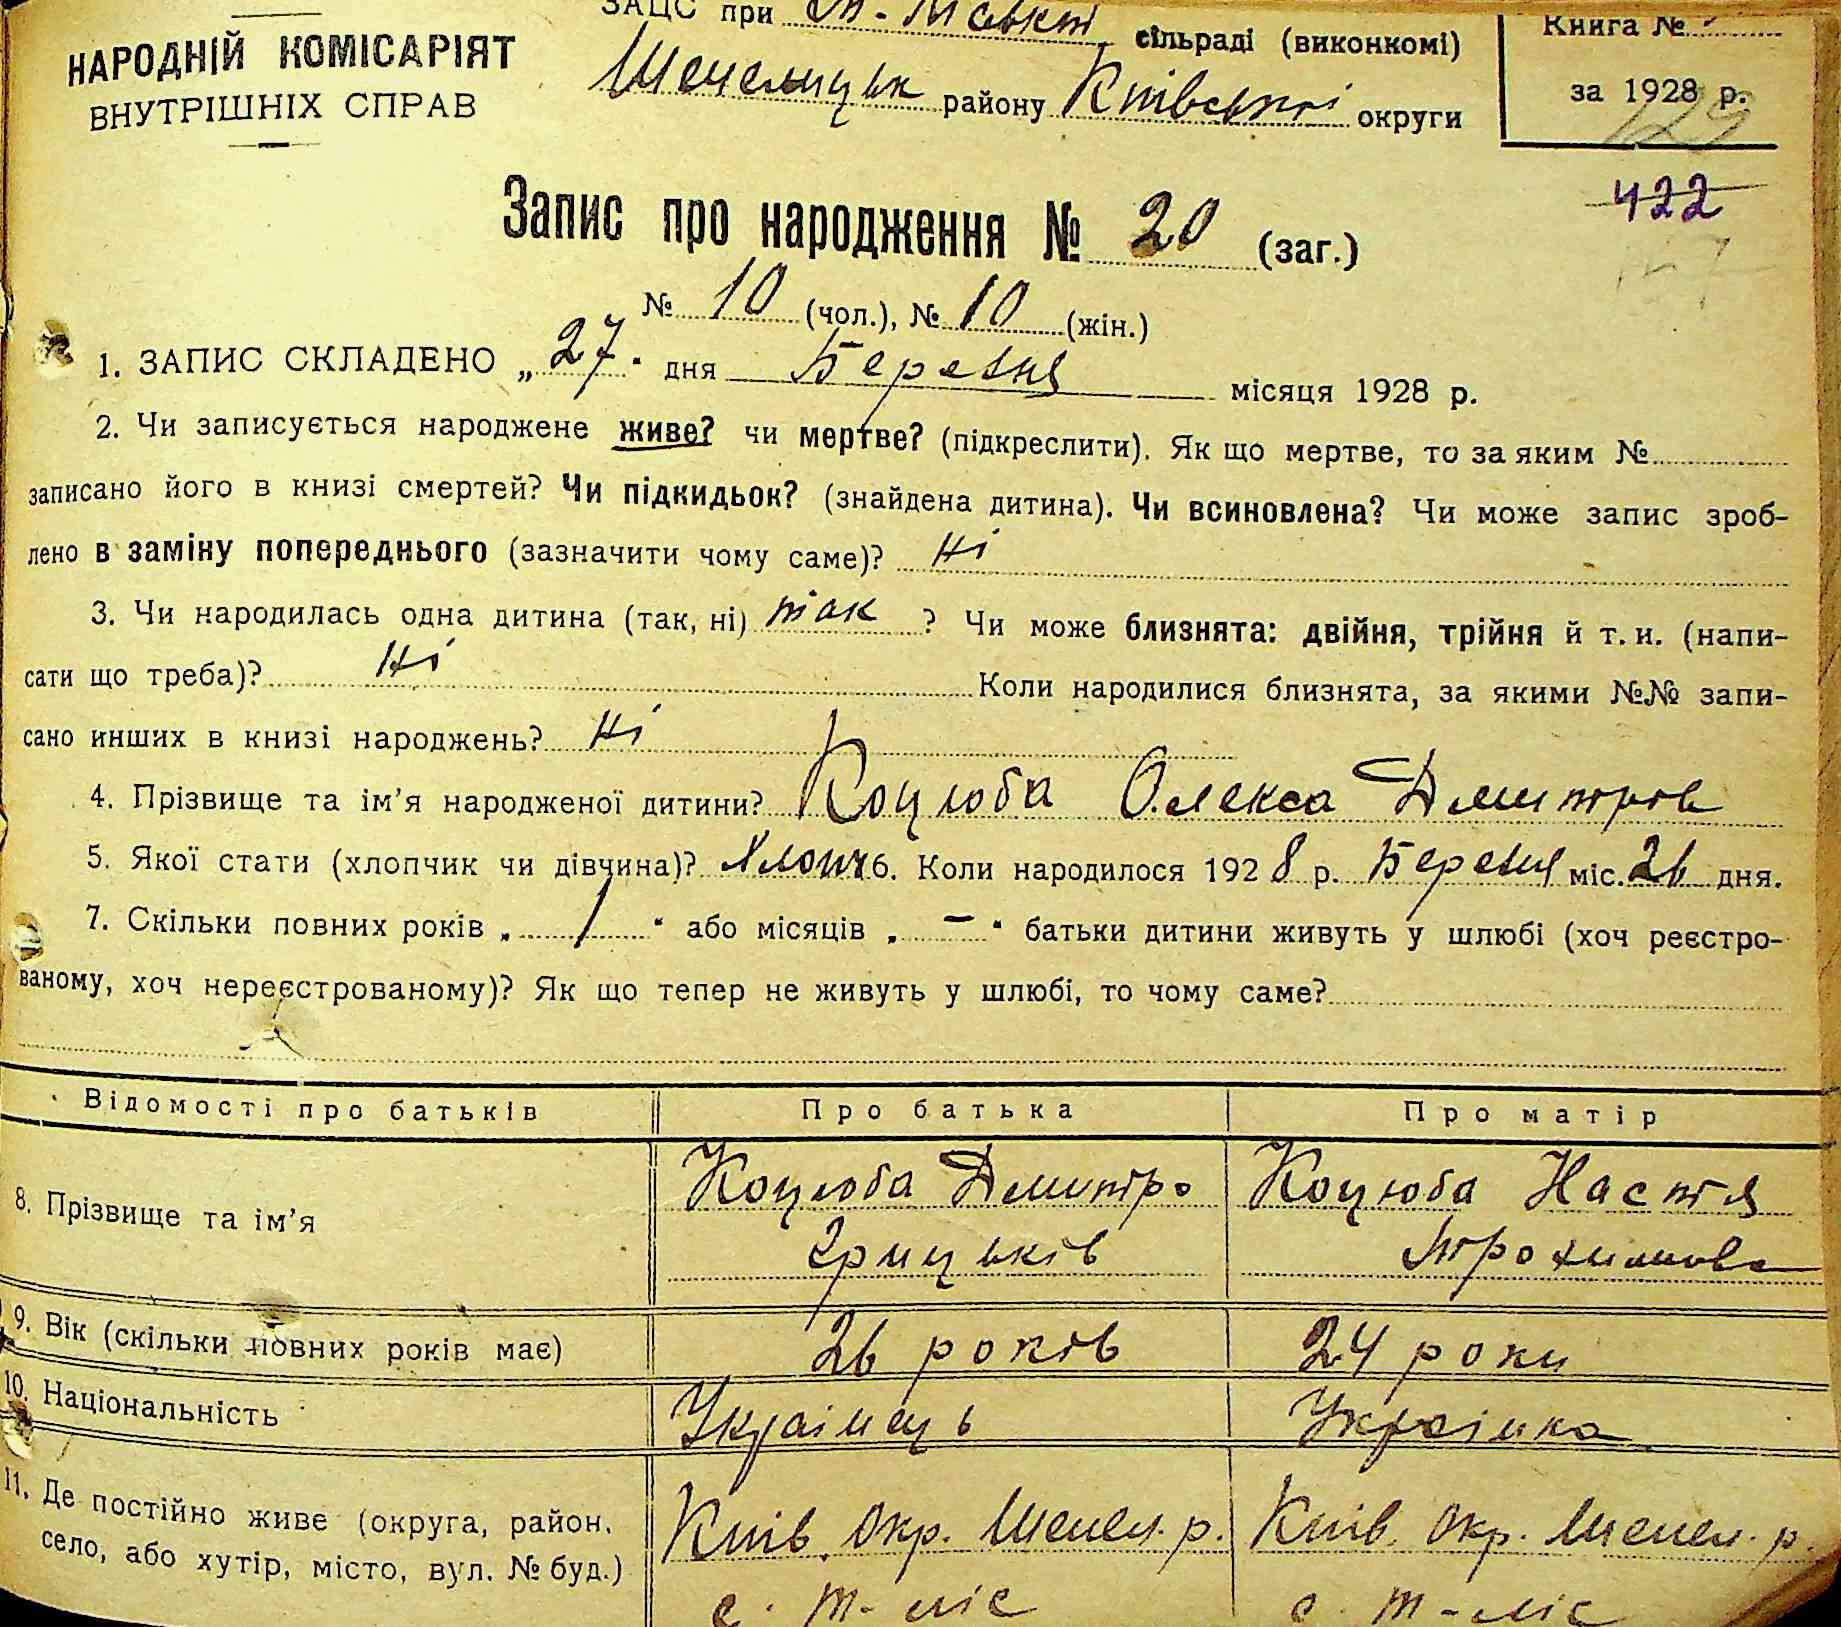 НАРОДНІЙ КОМІСАРІЯТ
ВНУТРІШНІХ СПРАВ
ЗАЦС при сільраді (виконкомі)
району Київської округи
Книга №
за 1928 р.
422
Запис про народження № 20 (заг.)
№ 10 (чол.), № 10 (жін.)
1. ЗАПИС СКЛАДЕНО „27" дня Березня місяця 1928 р.
2. Чи записується народжене живе? чи мертве? (підкреслити). Як що мертве, то за яким №
записано його в книзі смертей? Чи підкидьок? (знайдена дитина). Чи всиновлена? Чи може запис зроб-
лено в заміну попереднього (зазначити чому саме)? Ні
3. Чи народилась одна дитина (так, ні) так ? Чи може близнята: двійня, трійня й т. и. (напи-
сати що треба)? Ні Коли народилися близнята, за якими №№ запи-
сано инших в книзі народжень? Ні
4. Прізвище та ім'я народженої дитини? Коцюба Олекса Дмитрів
5. Якої стати (хлопчик чи дівчина)? Хлопч 6. Коли народилося 1928 р. Березня міс. 26 дня.
7. Скільки повних років „ 1 " або місяців „ – " батьки дитини живуть у шлюбі (хоч реєстро-
ваному, хоч нереєстрованому)? Як що тепер не живуть у шлюбі, то чому саме?
Відомості про батьків Про батька Про матір
8. Прізвище та ім'я Коцюба Дмитро Коцюба Настя
Грицьків Трохимова
9. Вік (скільки повних років має) 26 років 24 роки
10. Національність Українець Українка
11. Де постійно живе (округа, район, Київ. окр. р. Київ. окр. р.
село, або хутір, місто, вул. № буд.) с. Т-ліс с. Т-ліс